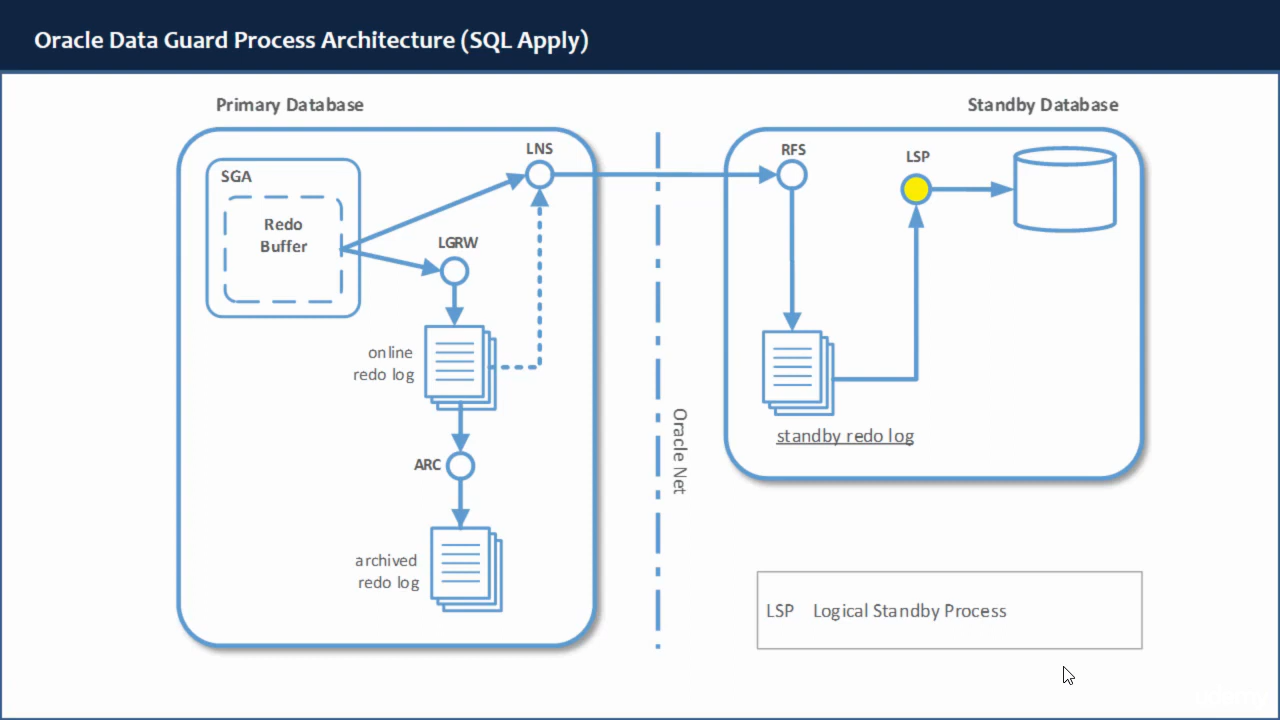 Oracle Data Guard Process Architecture (SQL Apply)
Primary Database
Standby Database
SGA
Redo
Buffer
LNS
LGRW
online
redo log
ARC
archived
redo log
Oracle Net
RFS
LSP
standby redo log
LSP Logical Standby Process